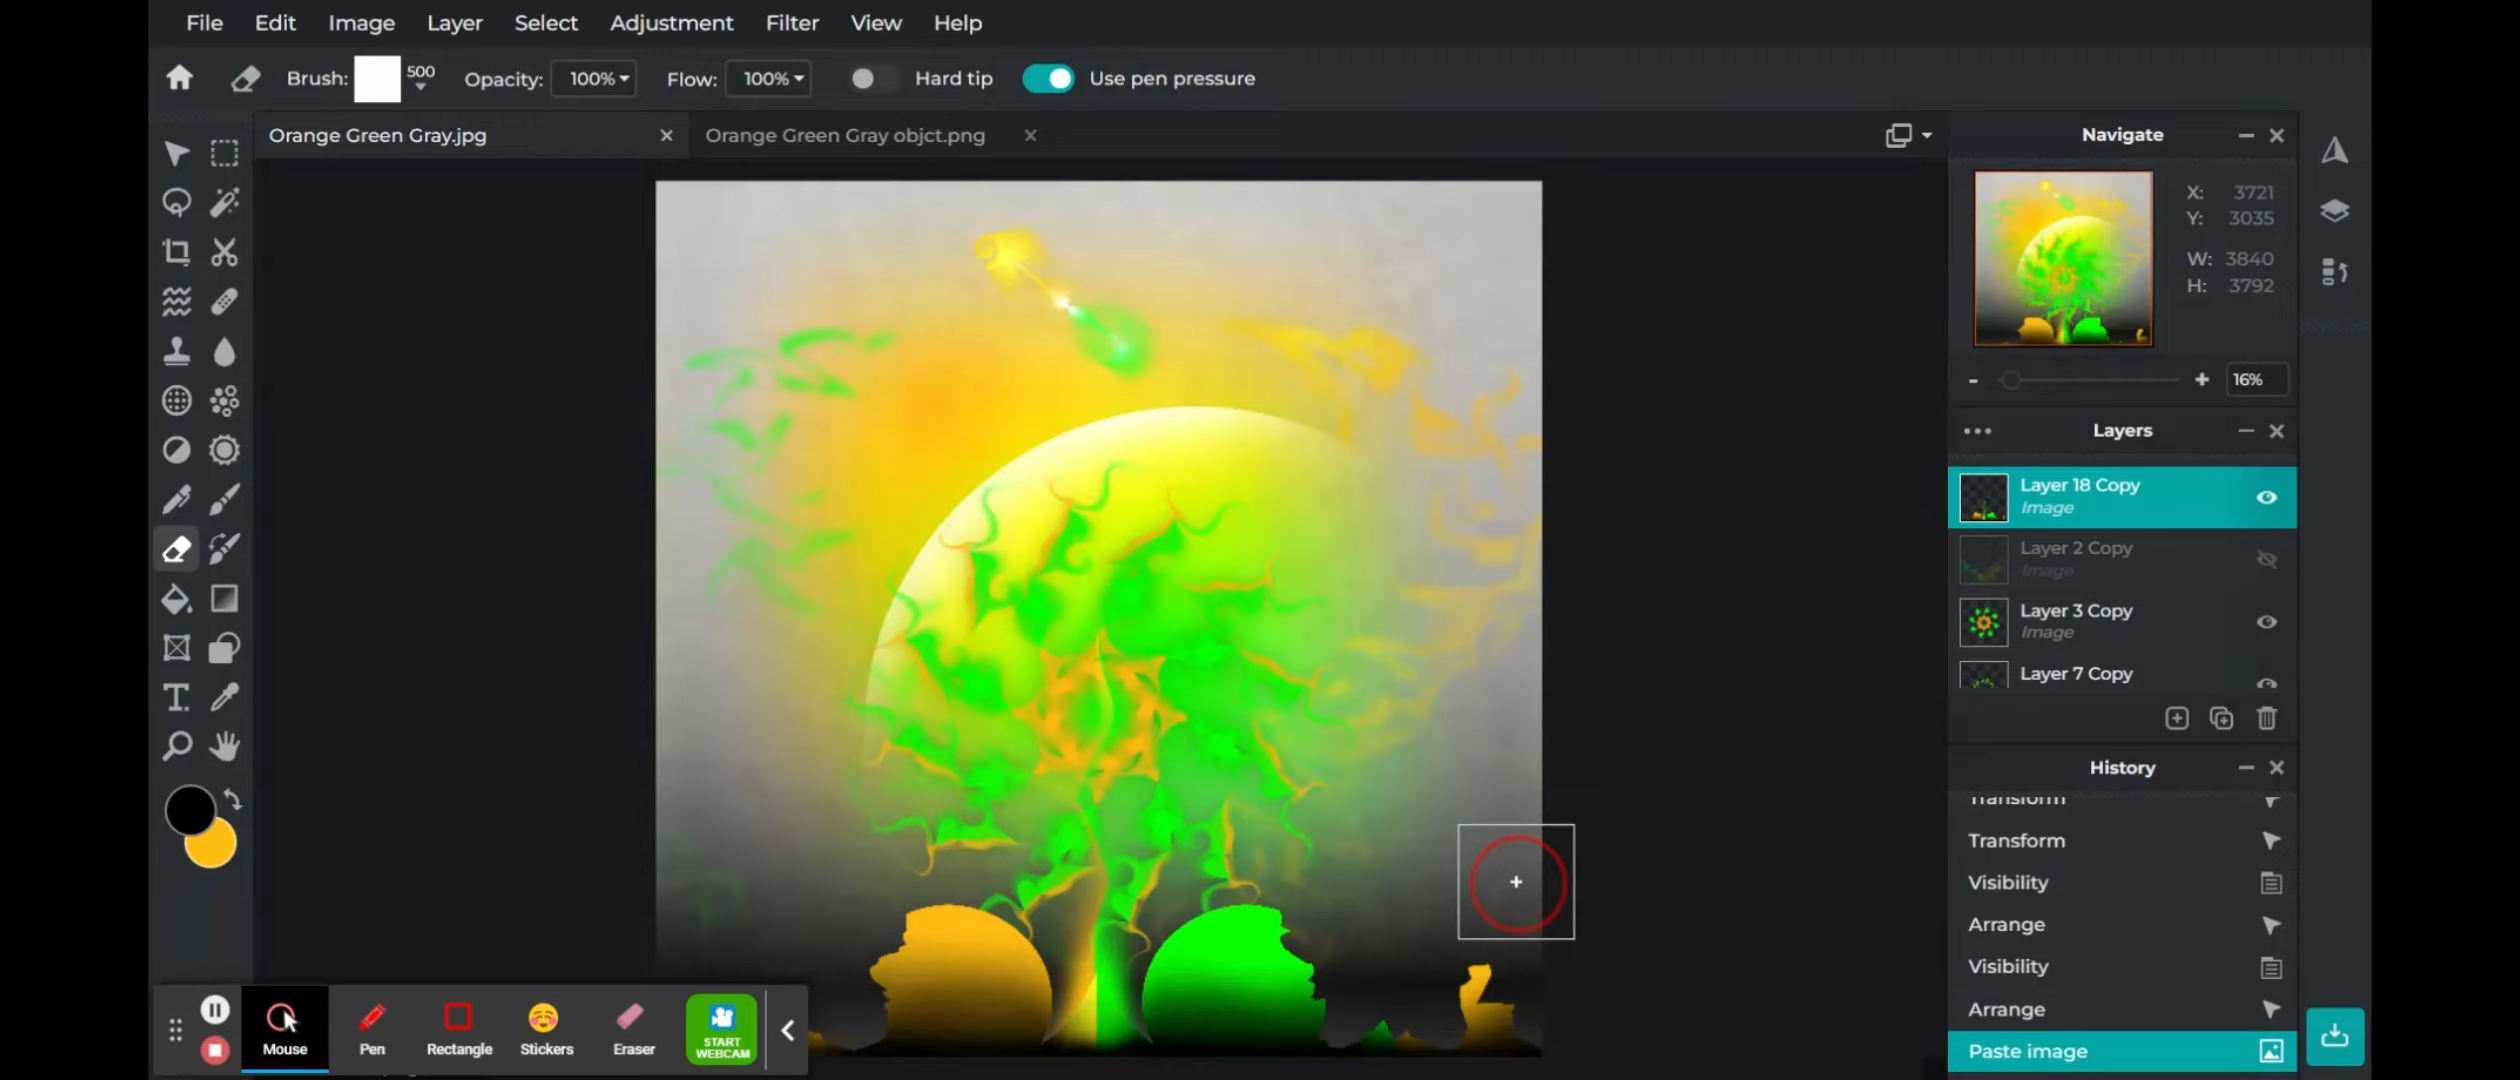 File Edit Image Layer Select Adjustment Filter View Help
Brush: 500 Opacity: 100% Flow: 100% Hard tip Use pen pressure
Orange Green Gray.jpg Orange Green Gray objct.png
Navigate
X: 3721
Y: 3035
W: 3840
H: 3792
- + 16%
Layers
Layer 18 Copy
Image
Layer 2 Copy
Image
Layer 3 Copy
Image
Layer 7 Copy
History
Transform
Transform
Visibility
Arrange
Visibility
Arrange
Paste image
Mouse Pen Rectangle Stickers Eraser START WEBCAM